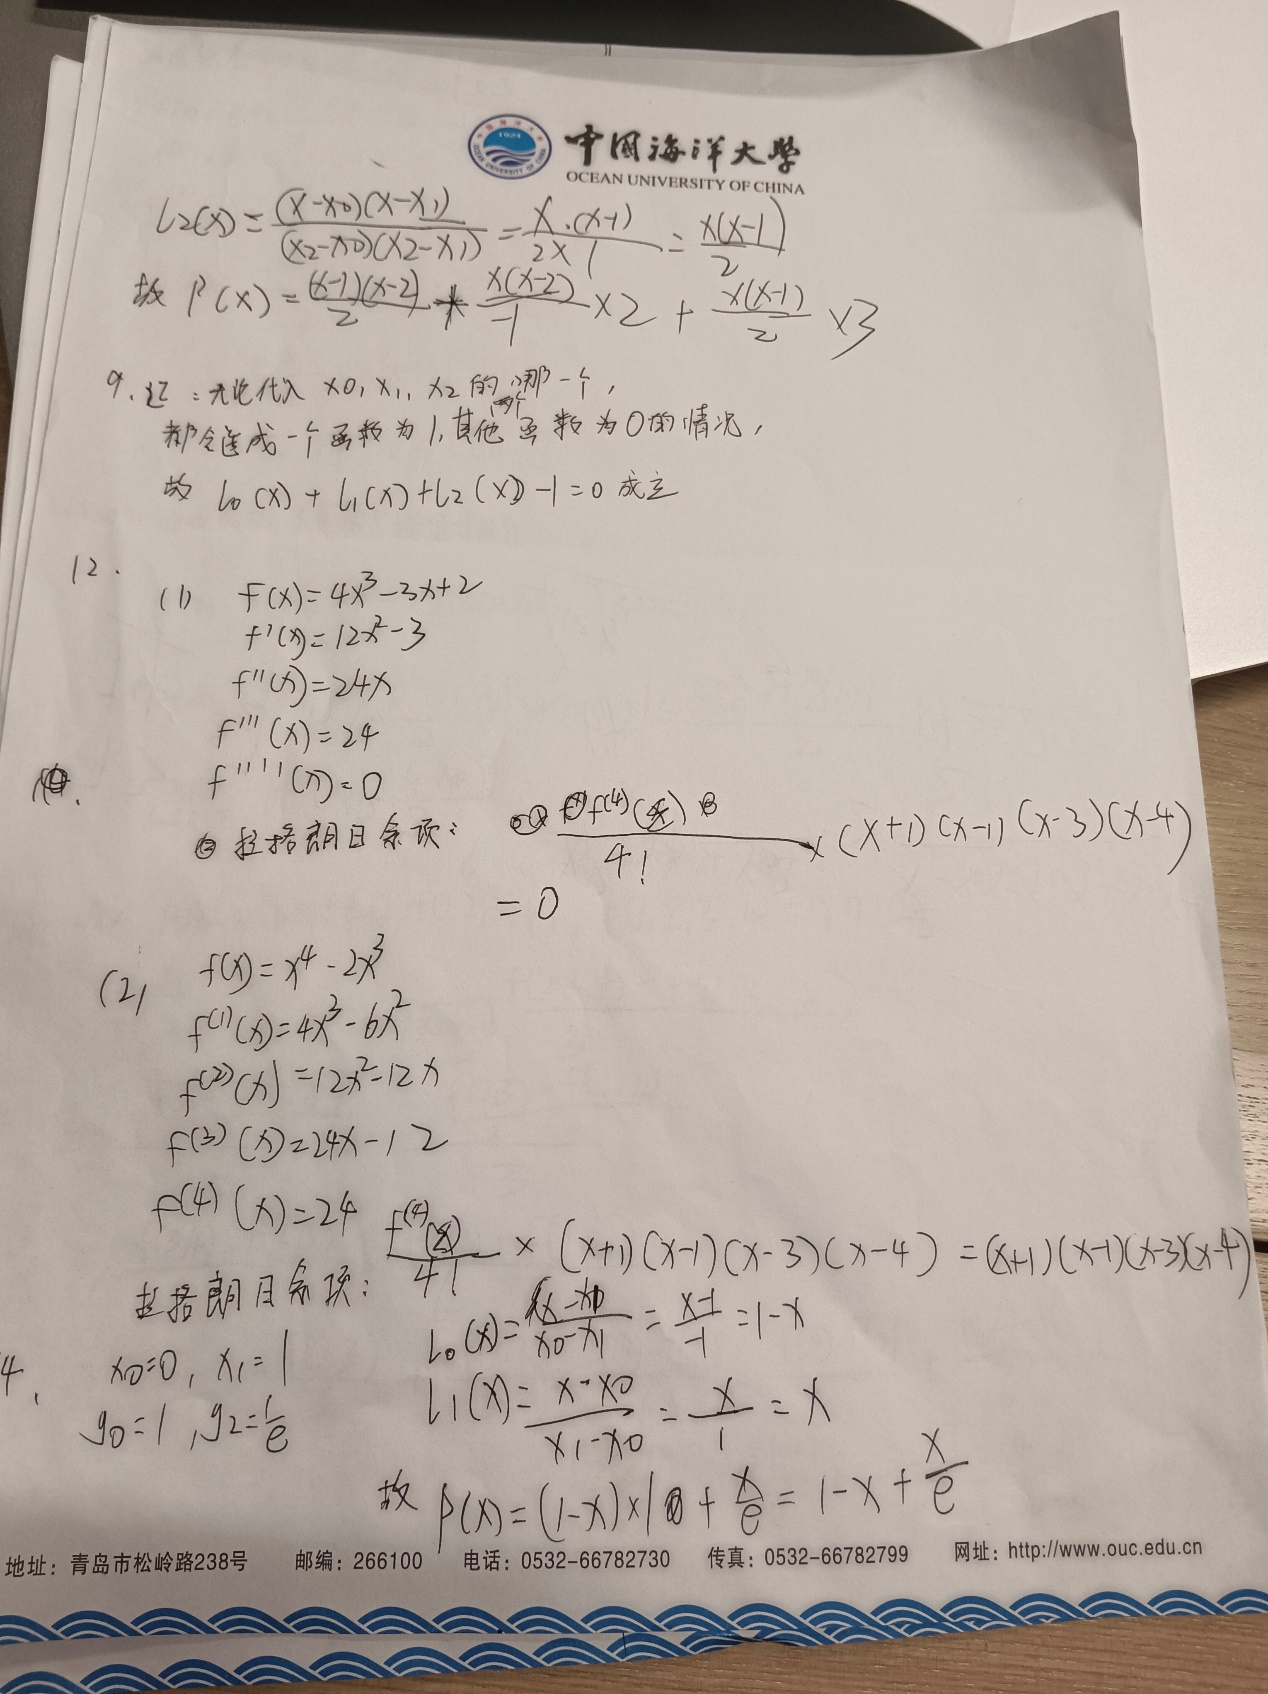 中国海洋大学
OCEAN UNIVERSITY OF CHINA
l2(x) = (x-x0)(x-x1)/(x2-x0)(x2-x1) = x·(x-1)/2×1 = x(x-1)/2
故 P(x) = (x-1)(x-2)/2 + x(x-2)/-1 ×2 + x(x-1)/2 ×3
9. 证：无论代入 x0, x1, x2 的哪一个，
都会造成一个函数为1,其他两个函数为0的情况，
故 l0(x) + l1(x) + l2(x) - 1 = 0 成立
12.
(1) f(x) = 4x³-3x+2
f'(x) = 12x²-3
f''(x) = 24x
f'''(x) = 24
f''''(x) = 0
拉格朗日余项： f⁽⁴⁾( )/4! × (x+1)(x-1)(x-3)(x-4)
= 0
(2) f(x) = x⁴-2x³
f⁽¹⁾(x) = 4x³-6x²
f⁽²⁾(x) = 12x²-12x
f⁽³⁾(x) = 24x-12
f⁽⁴⁾(x) = 24
拉格朗日余项： f⁽⁴⁾( )/4! × (x+1)(x-1)(x-3)(x-4) = (x+1)(x-1)(x-3)(x-4)
4. x0=0, x1=1
y0=1, y2=1/e
l0(x) = x-x0/x0-x1 = x-1/-1 = 1-x
l1(x) = x-x0/x1-x0 = x/1 = x
故 P(x) = (1-x)×1 + x/e = 1-x+x/e
地址：青岛市松岭路238号 邮编：266100 电话：0532-66782730 传真：0532-66782799 网址：http://www.ouc.edu.cn